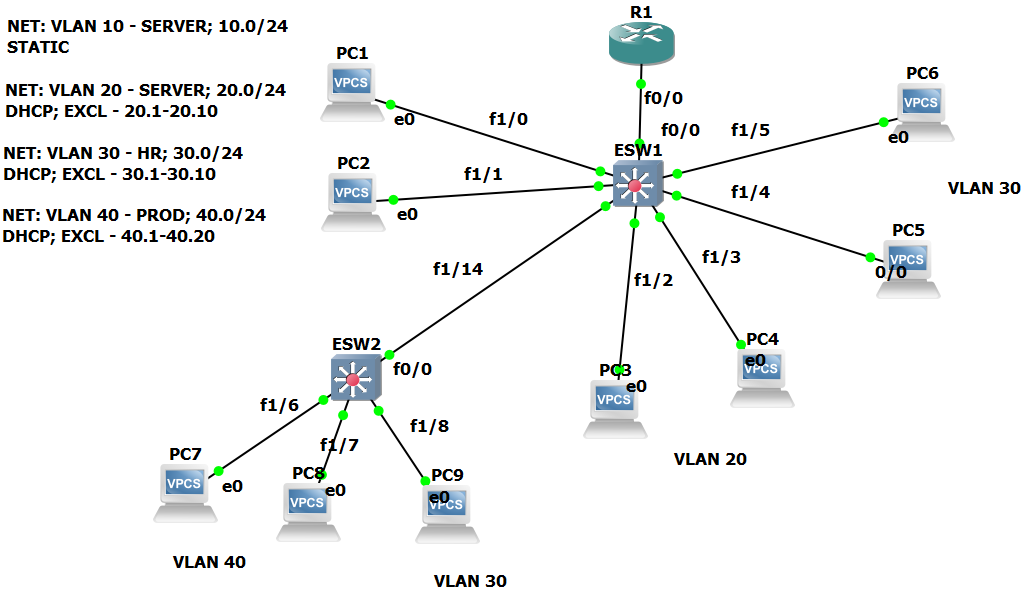 NET: VLAN 10 - SERVER; 10.0/24
STATIC
NET: VLAN 20 - SERVER; 20.0/24
DHCP; EXCL - 20.1-20.10
NET: VLAN 30 - HR; 30.0/24
DHCP; EXCL - 30.1-30.10
NET: VLAN 40 - PROD; 40.0/24
DHCP; EXCL - 40.1-40.20
R1
f0/0
f0/0
PC1
VPCS
e0
f1/0
PC2
VPCS
e0
f1/1
ESW1
f1/5
PC6
VPCS
e0
VLAN 30
f1/4
PC5
VPCS
0/0
f1/14
f1/2
f1/3
PC3
VPCS
e0
PC4
VPCS
e0
VLAN 20
ESW2
f0/0
f1/6
f1/7
f1/8
PC7
VPCS
e0
PC8
VPCS
e0
PC9
VPCS
e0
VLAN 40
VLAN 30